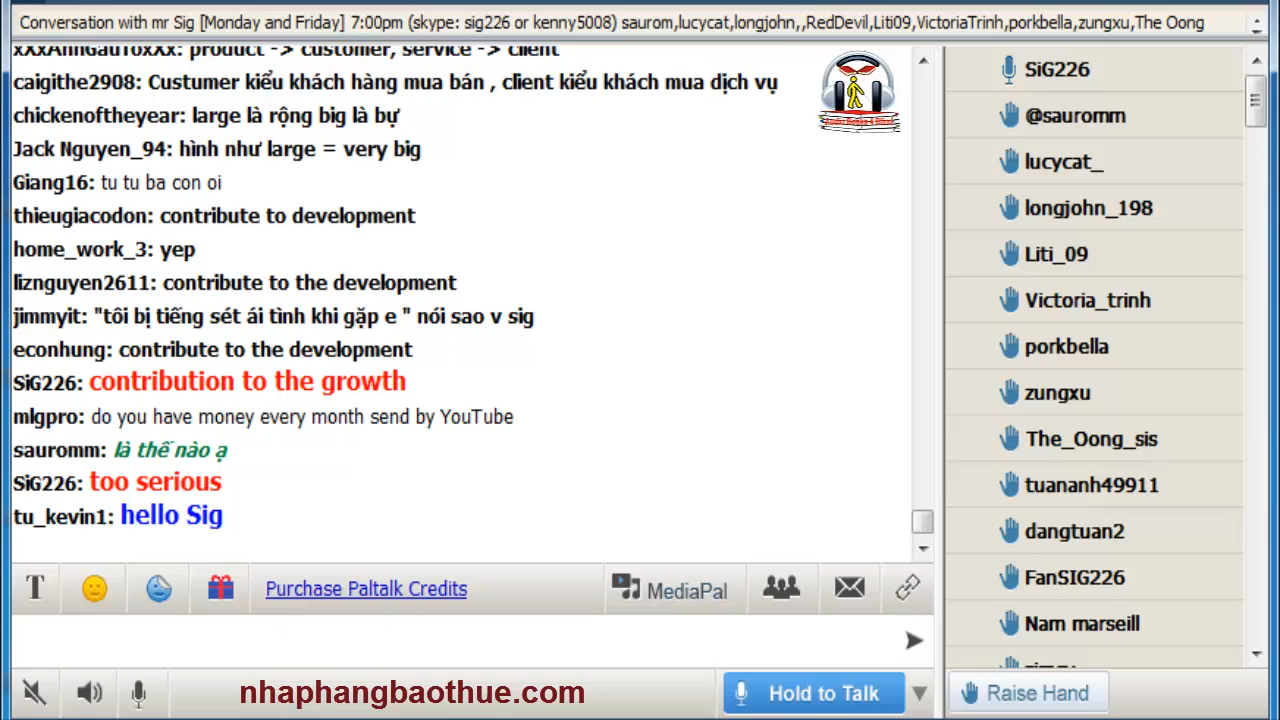 Conversation with mr Sig [Monday and Friday] 7:00pm (skype: sig226 or kenny5008) saurom,lucycat,longjohn,,RedDevil,Liti09,VictoriaTrinh,porkbella,zungxu,The Oong
xXxAnhGauToxXx: product -> customer, service -> client
caigithe2908: Custumer kiểu khách hàng mua bán , client kiểu khách mua dịch vụ
chickenoftheyear: large là rộng big là bự
Jack Nguyen_94: hình như large = very big
Giang16: tu tu ba con oi
thieugiacodon: contribute to development
home_work_3: yep
liznguyen2611: contribute to the development
jimmyit: "tôi bị tiếng sét ái tình khi gặp e " nói sao v sig
econhung: contribute to the development
SiG226: contribution to the growth
mlgpro: do you have money every month send by YouTube
sauromm: là thế nào ạ
SiG226: too serious
tu_kevin1: hello Sig
T
Purchase Paltalk Credits
MediaPal
nhaphangbaothue.com
Hold to Talk
SiG226
@sauromm
lucycat_
longjohn_198
Liti_09
Victoria_trinh
porkbella
zungxu
The_Oong_sis
tuananh49911
dangtuan2
FanSIG226
Nam marseill
Raise Hand